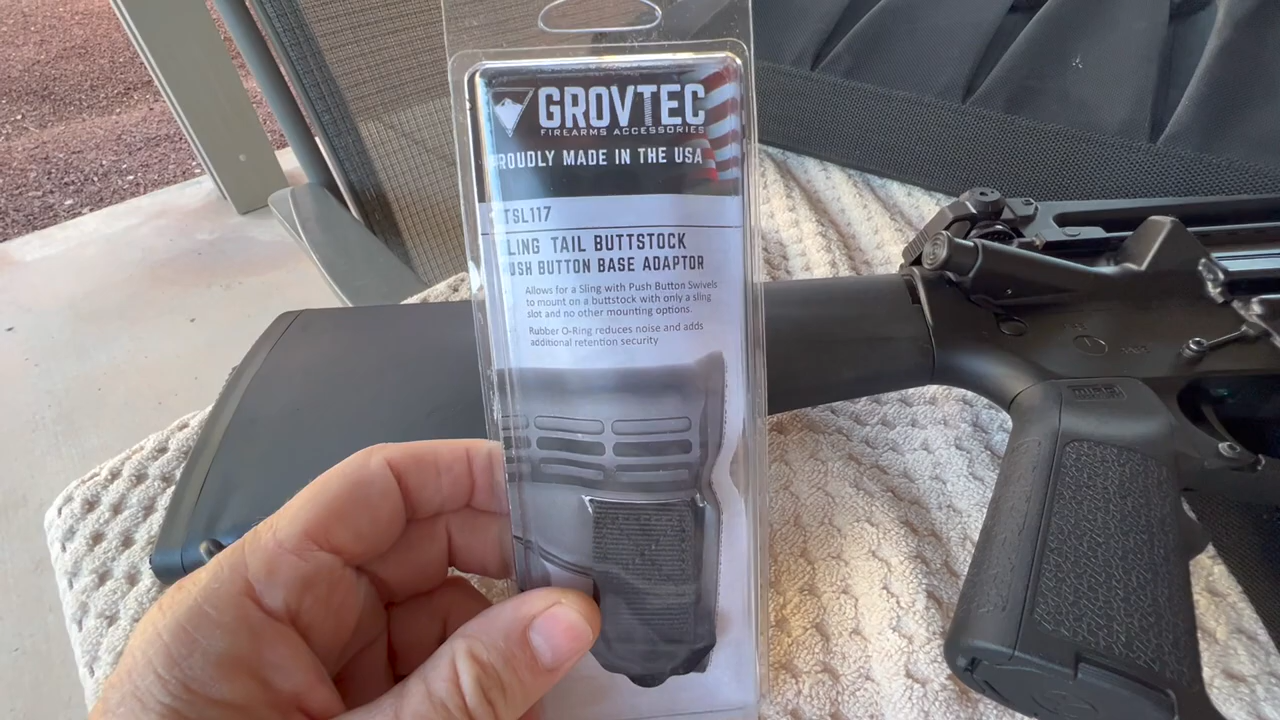 GROVTEC
FIREARMS ACCESSORIES
ROUDLY MADE IN THE USA
TSL117
LING TAIL BUTTSTOCK
USH BUTTON BASE ADAPTOR
Allows for a Sling with Push Button Swivels
to mount on a buttstock with only a sling
slot and no other mounting options.
Rubber O-Ring reduces noise and adds
additional retention security